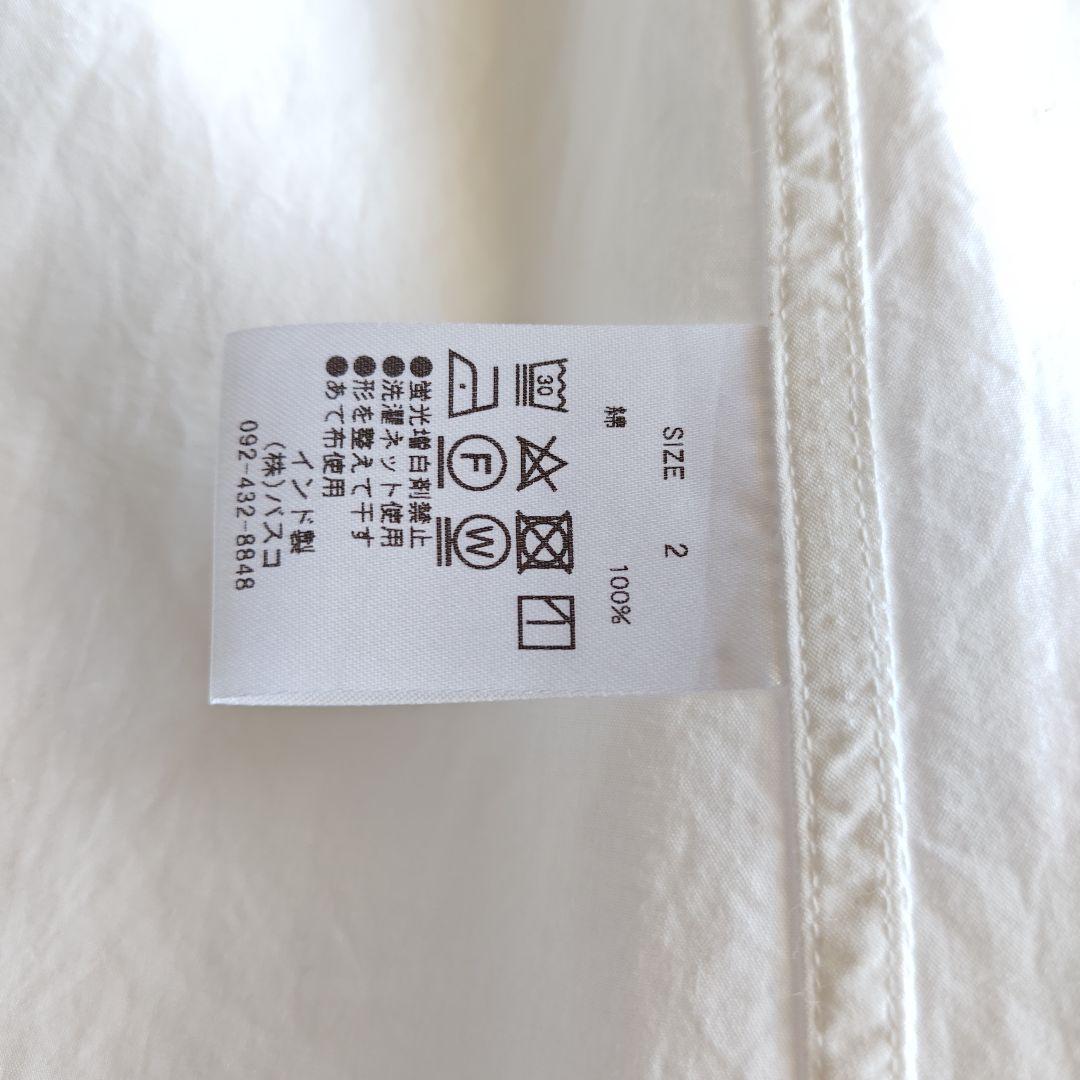 SIZE 2
綿 100%
30
F W
●蛍光増白剤禁止
●洗濯ネット使用
●形を整えて干す
●あて布使用
インド製
(株)パスコ
092-432-8848